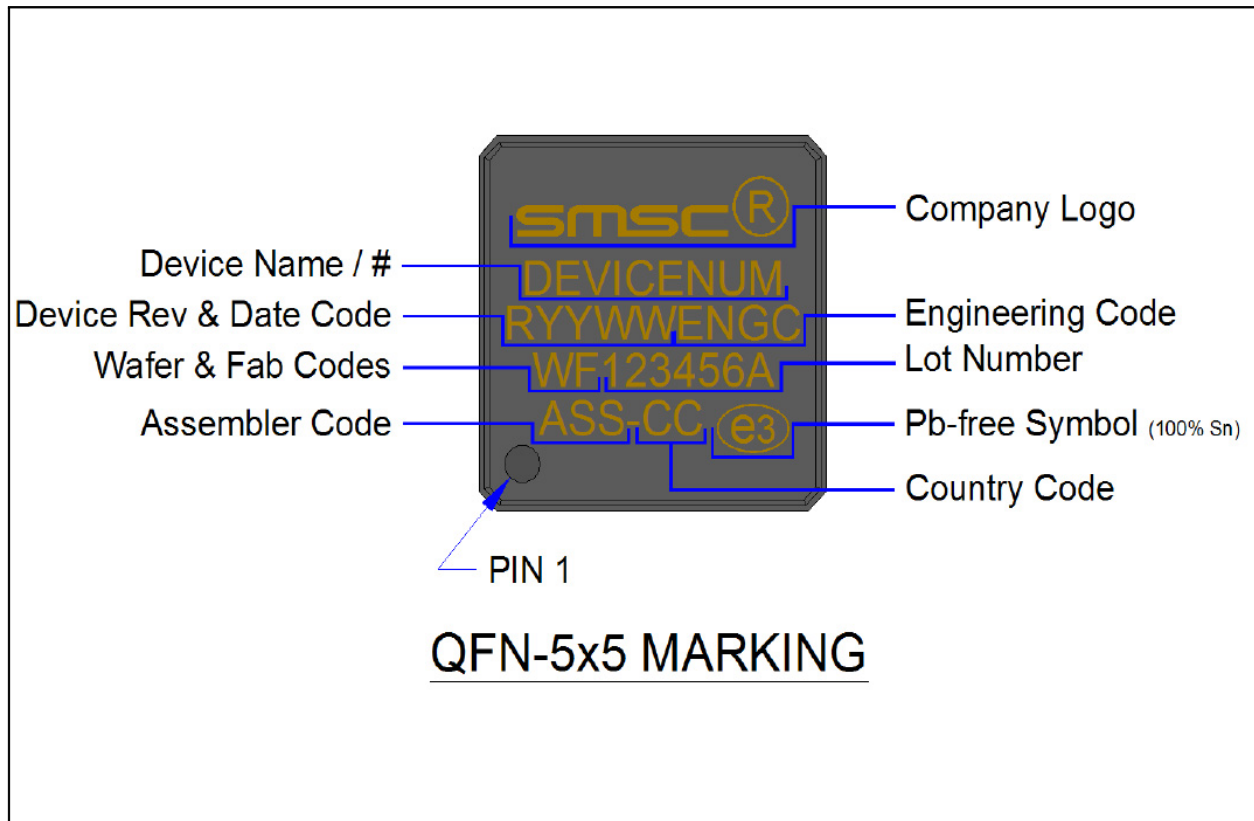 smsc®
Company Logo
Device Name / #
DEVICENUM
Device Rev & Date Code
RYYWWENGC
Engineering Code
Wafer & Fab Codes
WF123456A
Lot Number
Assembler Code
ASS-CC
e3
Pb-free Symbol (100% Sn)
Country Code
PIN 1
QFN-5x5 MARKING